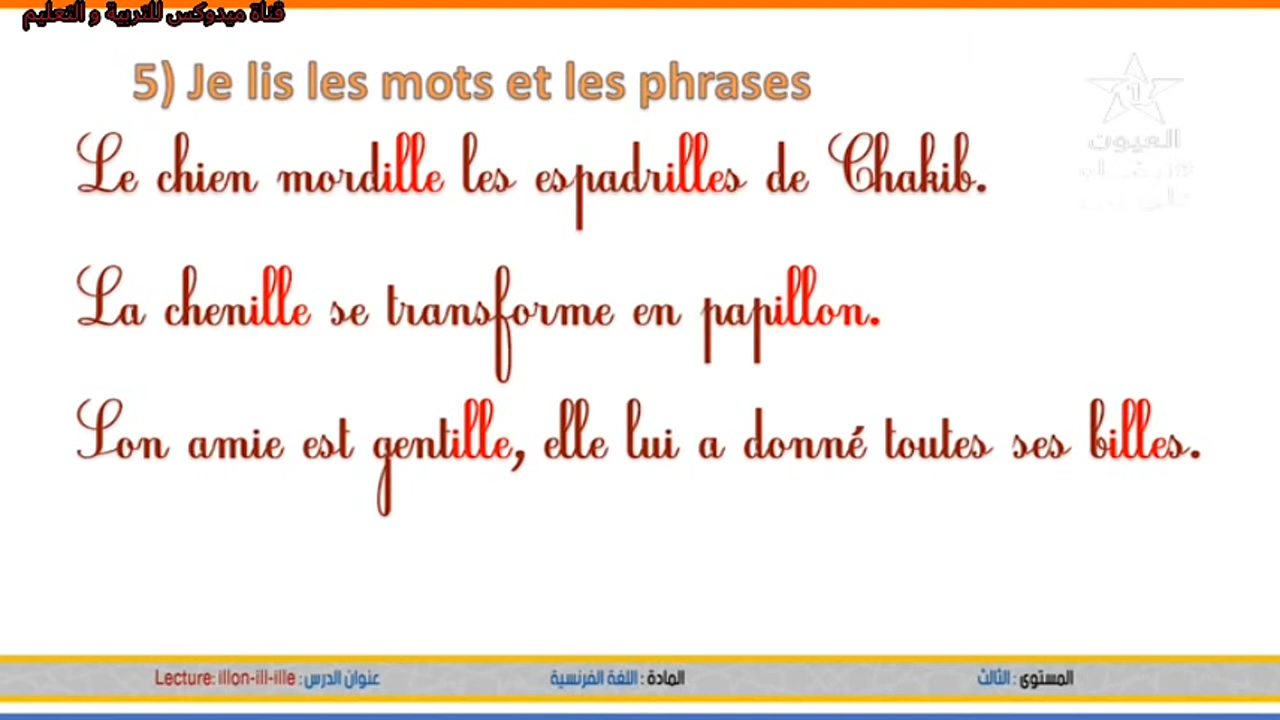 قناة ميدوكس للتربية و التعليم
5) Je lis les mots et les phrases
العيون
Le chien mordille les espadrilles de Chakib.
La chenille se transforme en papillon.
Son amie est gentille, elle lui a donné toutes ses billes.
المستوى : الثالث
المادة : اللغة الفرنسية
عنوان الدرس : Lecture: illon-ill-ille